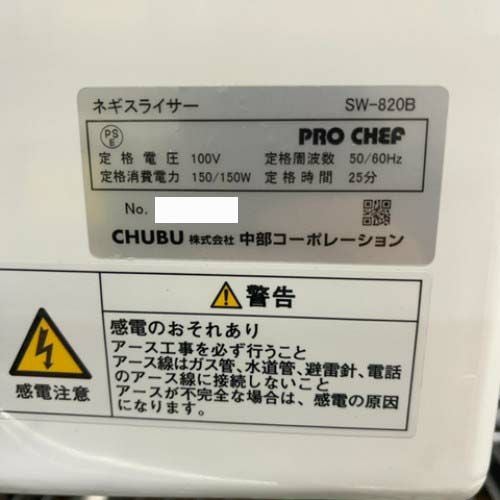 ネギスライサー SW-820B
PS
E
PRO CHEF
定格電圧 100V 定格周波数 50/60Hz
定格消費電力 150/150W 定格時間 25分
No.
CHUBU 株式会社 中部コーポレーション
警告
感電のおそれあり
アース工事を必ず行うこと
アース線はガス管、水道管、避雷針、電話
のアース線に接続しないこと
アースが不完全な場合は、感電の原因
になります。
感電注意